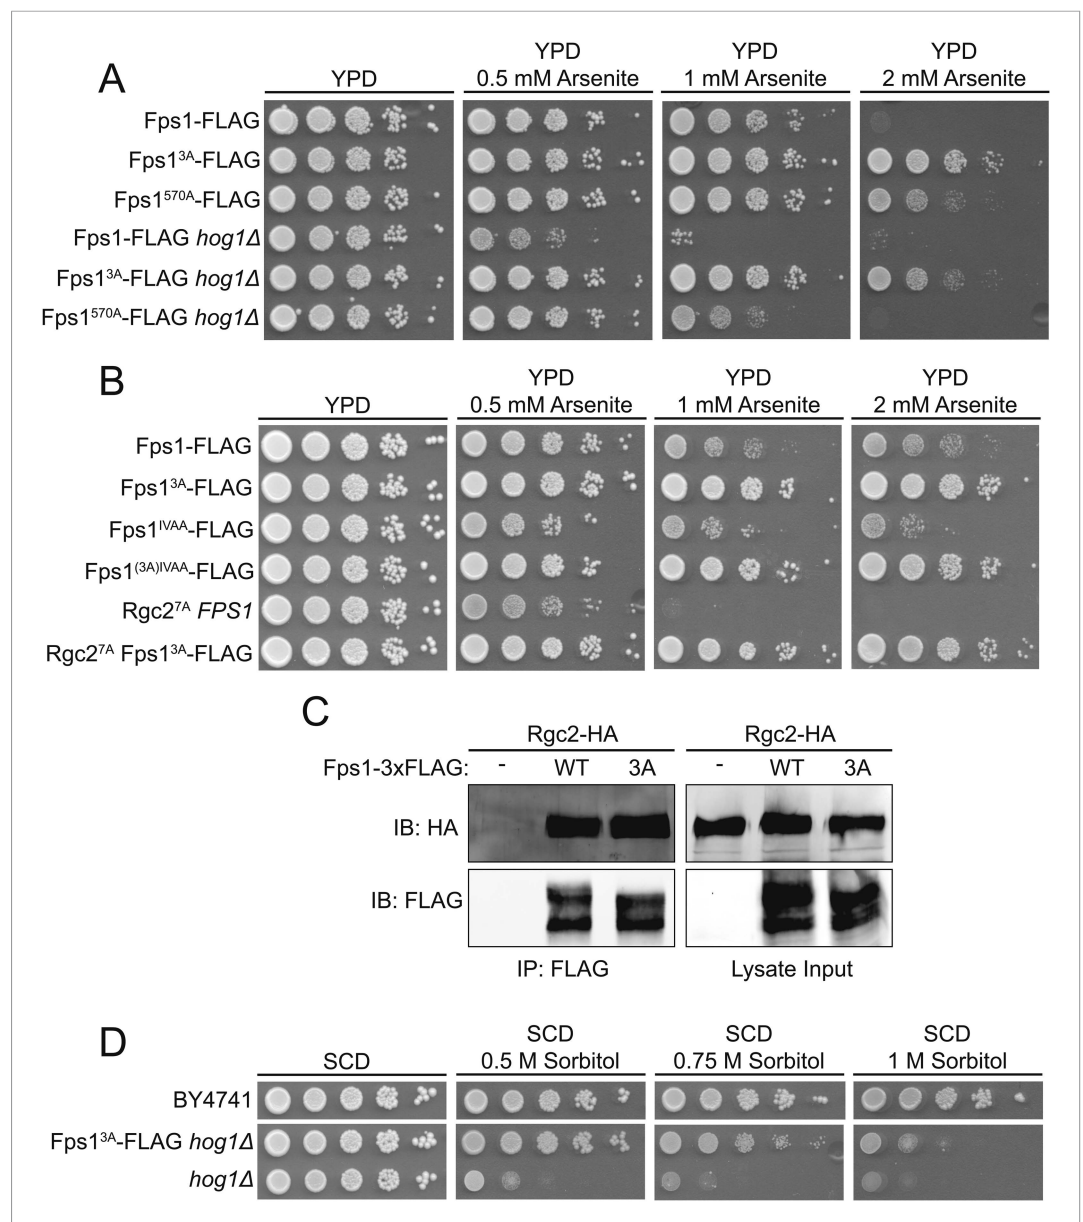 A
YPD
YPD
0.5 mM Arsenite
YPD
1 mM Arsenite
YPD
2 mM Arsenite
Fps1-FLAG
Fps1³ᴬ-FLAG
Fps1⁵⁷⁰ᴬ-FLAG
Fps1-FLAG hog1Δ
Fps1³ᴬ-FLAG hog1Δ
Fps1⁵⁷⁰ᴬ-FLAG hog1Δ
B
YPD
YPD
0.5 mM Arsenite
YPD
1 mM Arsenite
YPD
2 mM Arsenite
Fps1-FLAG
Fps1³ᴬ-FLAG
Fps1ᴵⱽᴬᴬ-FLAG
Fps1⁽³ᴬ⁾ᴵⱽᴬᴬ-FLAG
Rgc2⁷ᴬ FPS1
Rgc2⁷ᴬ Fps1³ᴬ-FLAG
C
Rgc2-HA
Rgc2-HA
Fps1-3xFLAG: - WT 3A - WT 3A
IB: HA
IB: FLAG
IP: FLAG
Lysate Input
D
SCD
SCD
0.5 M Sorbitol
SCD
0.75 M Sorbitol
SCD
1 M Sorbitol
BY4741
Fps1³ᴬ-FLAG hog1Δ
hog1Δ